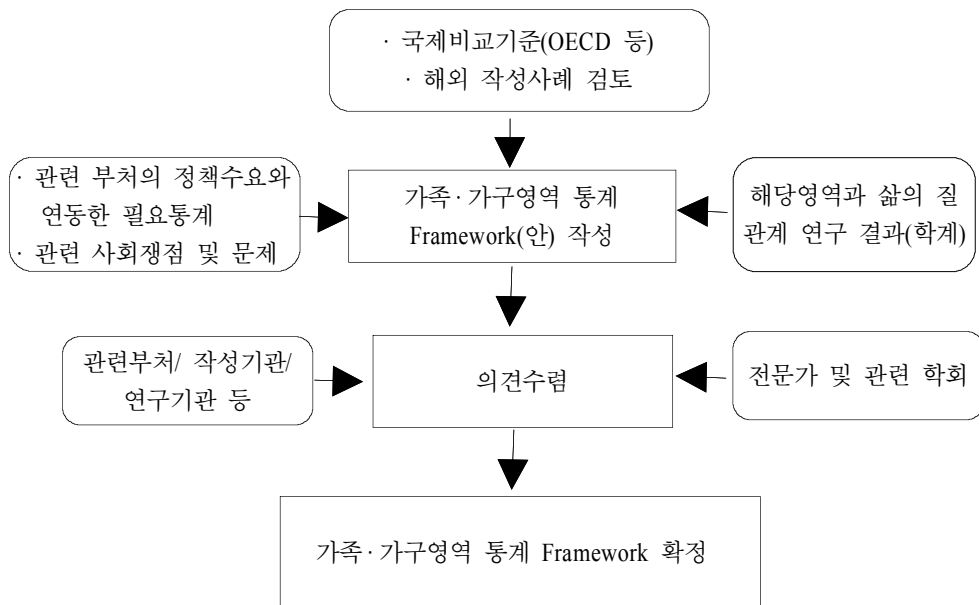 · 국제비교기준(OECD 등)
· 해외 작성사례 검토
· 관련 부처의 정책수요와
연동한 필요통계
· 관련 사회쟁점 및 문제
가족·가구영역 통계
Framework(안) 작성
해당영역과 삶의 질
관계 연구 결과(학계)
관련부처/ 작성기관/
연구기관 등
의견수렴
전문가 및 관련 학회
가족·가구영역 통계 Framework 확정